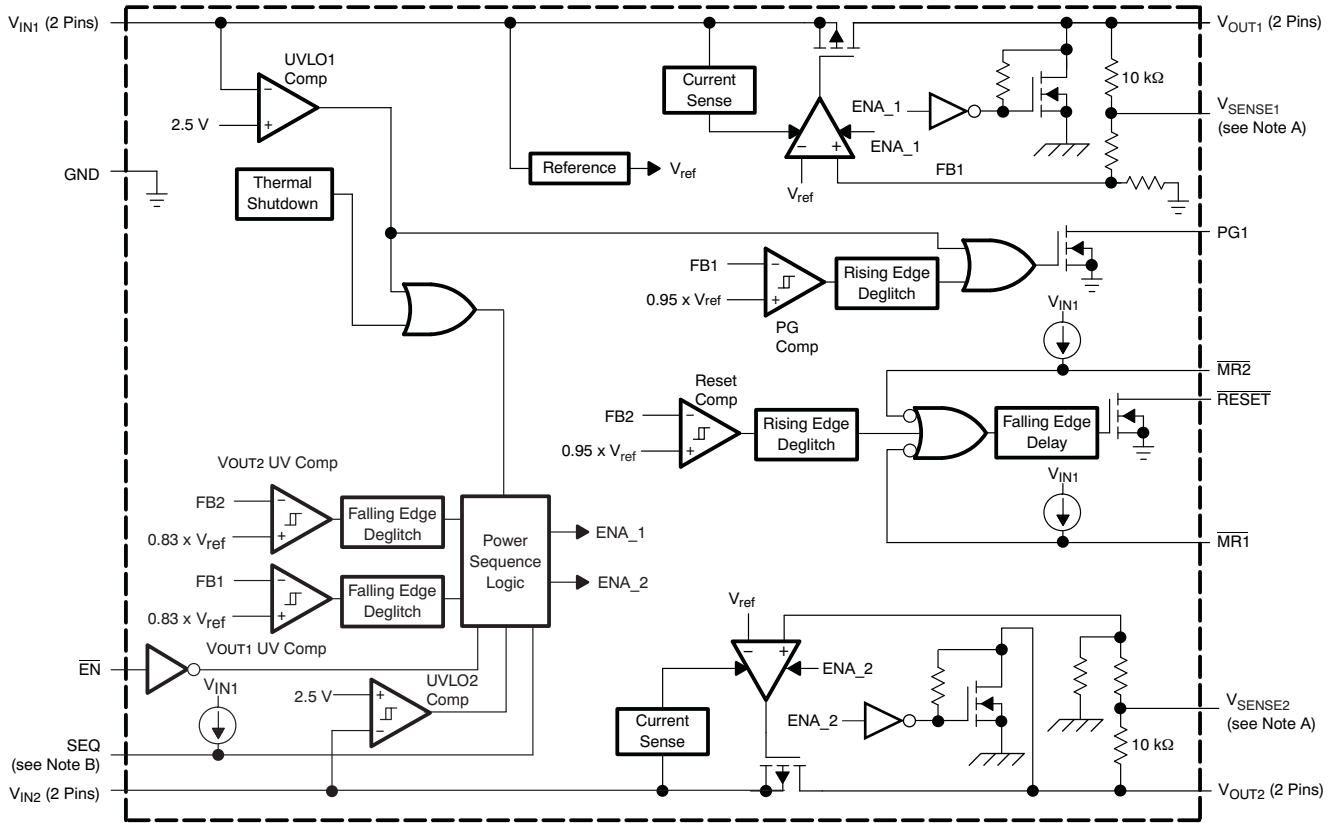 VIN1 (2 Pins)
VOUT1 (2 Pins)
UVLO1
Comp
−
+
2.5 V
Current
Sense
ENA_1
ENA_1
10 kΩ
VSENSE1
(see Note A)
GND
Thermal
Shutdown
Reference
Vref
−
+
Vref
FB1
PG1
FB1
0.95 x Vref
−
+
PG
Comp
Rising Edge
Deglitch
VIN1
MR2
RESET
Reset
Comp
FB2
0.95 x Vref
−
+
Rising Edge
Deglitch
Falling Edge
Delay
VIN1
MR1
VOUT2 UV Comp
FB2
0.83 x Vref
−
+
Falling Edge
Deglitch
FB1
0.83 x Vref
−
+
Falling Edge
Deglitch
VOUT1 UV Comp
Power
Sequence
Logic
ENA_1
ENA_2
EN
VIN1
2.5 V
+
−
UVLO2
Comp
SEQ
(see Note B)
VIN2 (2 Pins)
Vref
−
+
ENA_2
Current
Sense
ENA_2
VSENSE2
(see Note A)
10 kΩ
VOUT2 (2 Pins)